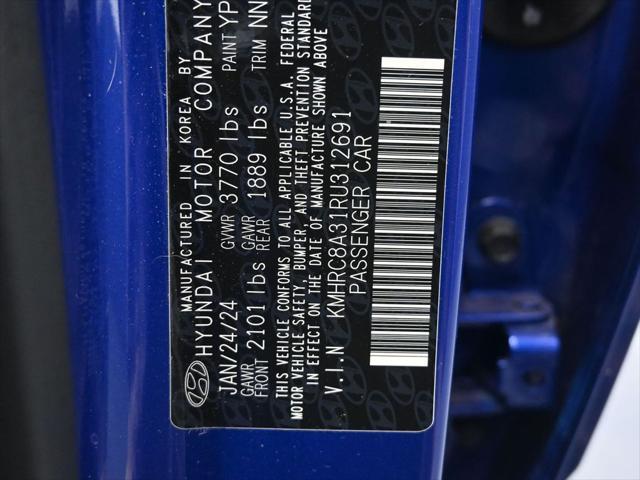 MANUFACTURED IN KOREA BY
HYUNDAI MOTOR COMPANY
JAN/24/24 GVWR 3770 lbs PAINT YP
GAWR FRONT 2101 lbs GAWR REAR 1889 lbs TRIM NN
THIS VEHICLE CONFORMS TO ALL APPLICABLE U.S.A. FEDERAL
MOTOR VEHICLE SAFETY, BUMPER, AND THEFT PREVENTION STANDARDS
IN EFFECT ON THE DATE OF MANUFACTURE SHOWN ABOVE
V.I.N KMHRC8A31RU312691
PASSENGER CAR